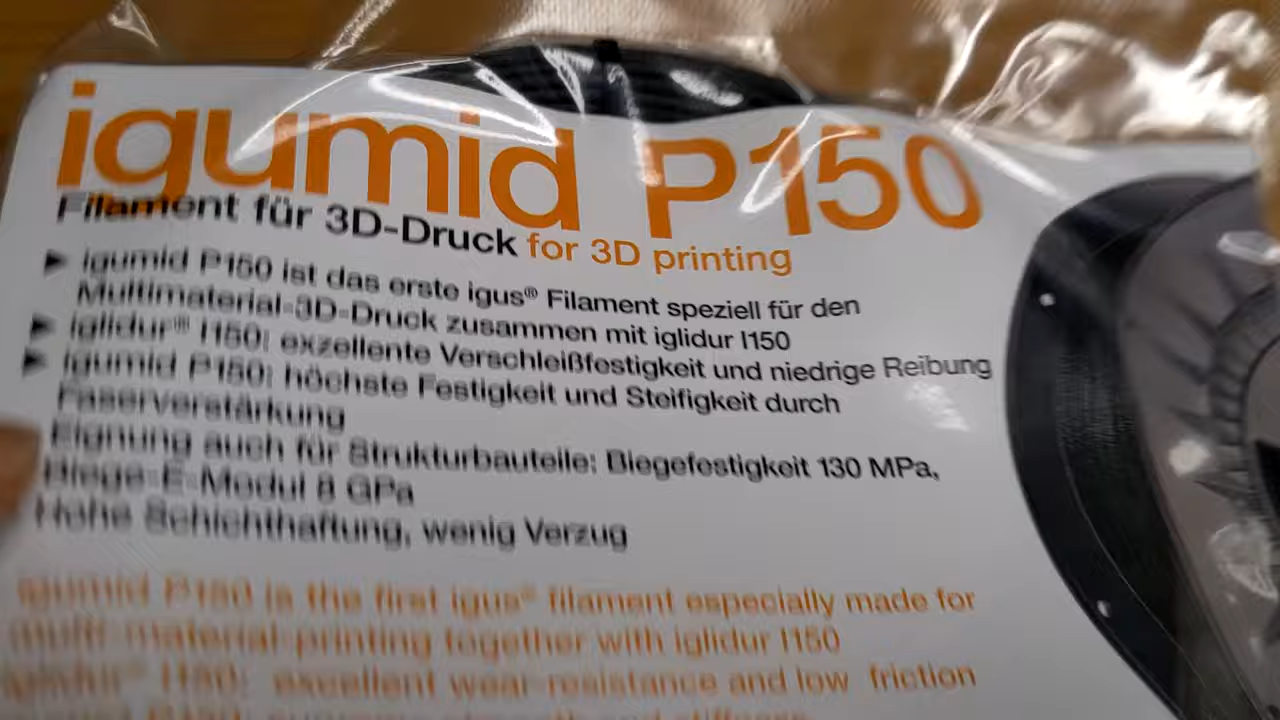 igumid P150
Filament für 3D-Druck for 3D printing
► igumid P150 ist das erste igus® Filament speziell für den
Multimaterial-3D-Druck zusammen mit iglidur I150
► iglidur® I150: exzellente Verschleißfestigkeit und niedrige Reibung
► igumid P150: höchste Festigkeit und Steifigkeit durch
Faserverstärkung
Eignung auch für Strukturbauteile: Biegefestigkeit 130 MPa,
Biege-E-Modul 8 GPa
Hohe Schichthaftung, wenig Verzug
igumid P150 is the first igus® filament especially made for
multi-material-printing together with iglidur I150
iglidur® I150: excellent wear-resistance and low friction